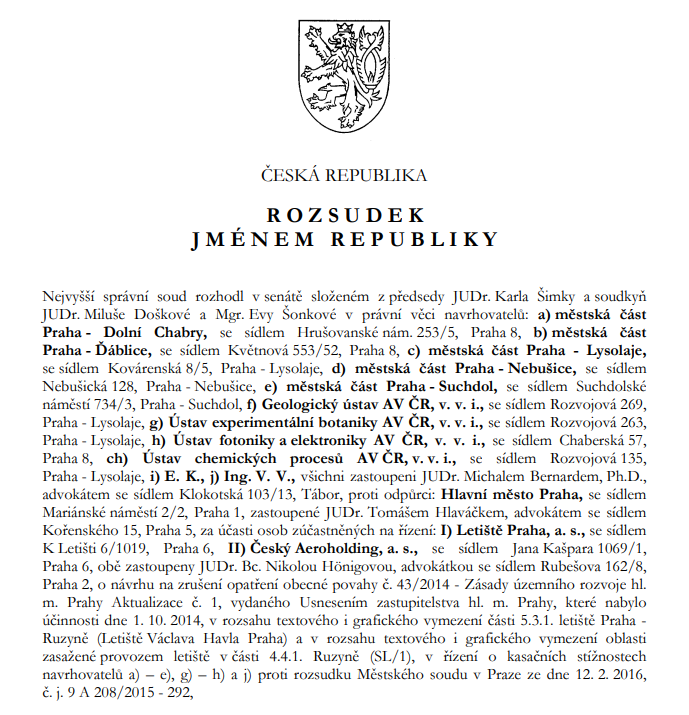 ČESKÁ REPUBLIKA
ROZSUDEK
JMÉNEM REPUBLIKY
Nejvyšší správní soud rozhodl v senátě složeném z předsedy JUDr. Karla Šimky a soudkyň
JUDr. Miluše Doškové a Mgr. Evy Šonkové v právní věci navrhovatelů: a) městská část
Praha - Dolní Chabry, se sídlem Hrušovanské nám. 253/5, Praha 8, b) městská část
Praha - Ďáblice, se sídlem Květnová 553/52, Praha 8, c) městská část Praha - Lysolaje,
se sídlem Kovárenská 8/5, Praha - Lysolaje, d) městská část Praha - Nebušice, se sídlem
Nebušická 128, Praha - Nebušice, e) městská část Praha - Suchdol, se sídlem Suchdolské
náměstí 734/3, Praha - Suchdol, f) Geologický ústav AV ČR, v. v. i., se sídlem Rozvojová 269,
Praha - Lysolaje, g) Ústav experimentální botaniky AV ČR, v. v. i., se sídlem Rozvojová 263,
Praha - Lysolaje, h) Ústav fotoniky a elektroniky AV ČR, v. v. i., se sídlem Chaberská 57,
Praha 8, ch) Ústav chemických procesů AV ČR, v. v. i., se sídlem Rozvojová 135,
Praha - Lysolaje, i) E. K., j) Ing. V. V., všichni zastoupeni JUDr. Michalem Bernardem, Ph.D.,
advokátem se sídlem Klokotská 103/13, Tábor, proti odpůrci: Hlavní město Praha, se sídlem
Mariánské náměstí 2/2, Praha 1, zastoupené JUDr. Tomášem Hlaváčkem, advokátem se sídlem
Kořenského 15, Praha 5, za účasti osob zúčastněných na řízení: I) Letiště Praha, a. s., se sídlem
K Letišti 6/1019, Praha 6, II) Český Aeroholding, a. s., se sídlem Jana Kašpara 1069/1,
Praha 6, obě zastoupeny JUDr. Bc. Nikolou Hönigovou, advokátkou se sídlem Rubešova 162/8,
Praha 2, o návrhu na zrušení opatření obecné povahy č. 43/2014 - Zásady územního rozvoje hl.
m. Prahy Aktualizace č. 1, vydaného Usnesením zastupitelstva hl. m. Prahy, které nabylo
účinnosti dne 1. 10. 2014, v rozsahu textového i grafického vymezení části 5.3.1. letiště Praha -
Ruzyně (Letiště Václava Havla Praha) a v rozsahu textového i grafického vymezení oblasti
zasažené provozem letiště v části 4.4.1. Ruzyně (SL/1), v řízení o kasačních stížnostech
navrhovatelů a) – e), g) – h) a j) proti rozsudku Městského soudu v Praze ze dne 12. 2. 2016,
č. j. 9 A 208/2015 - 292,